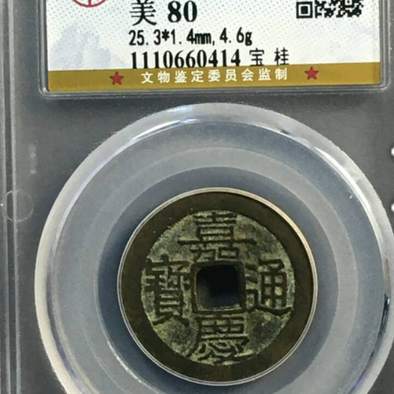 美 80
25.3*1.4mm,4.6g
1110660414 宝 桂
文物鉴定委员会监制
嘉慶通寶